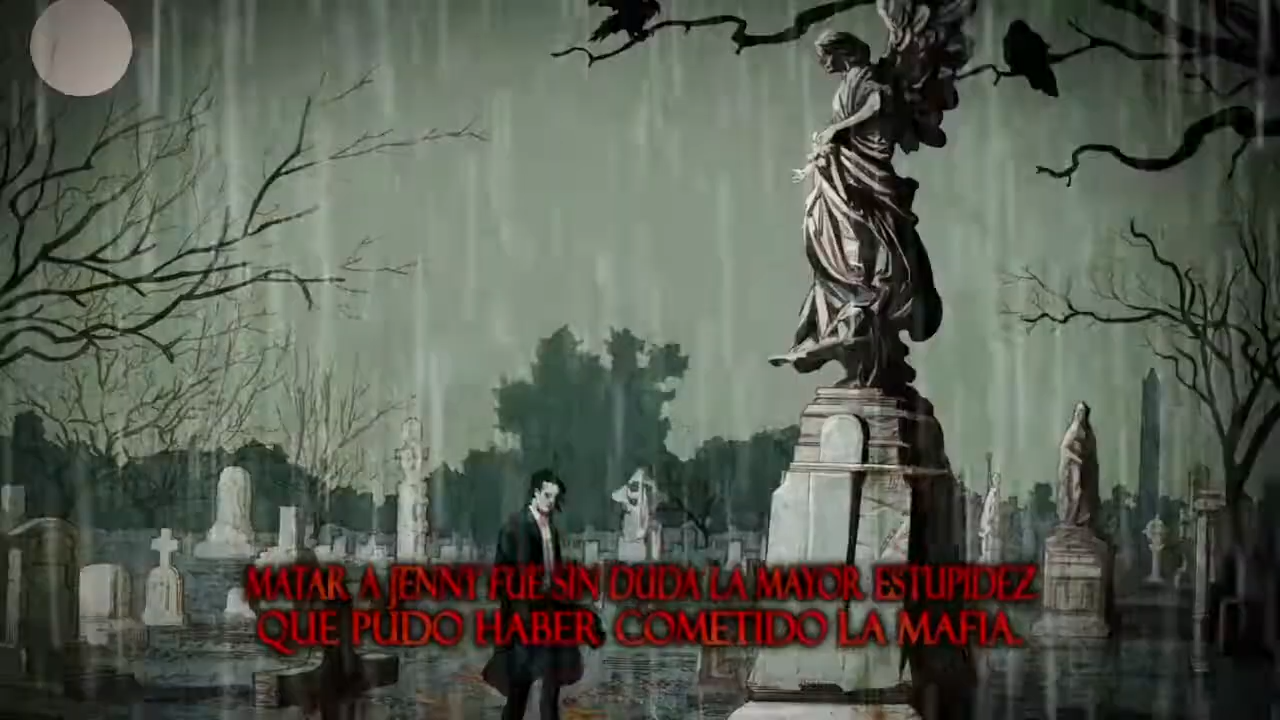 MATAR A JENNY FUE SIN DUDA LA MAYOR ESTUPIDEZ
QUE PUDO HABER COMETIDO LA MAFIA.